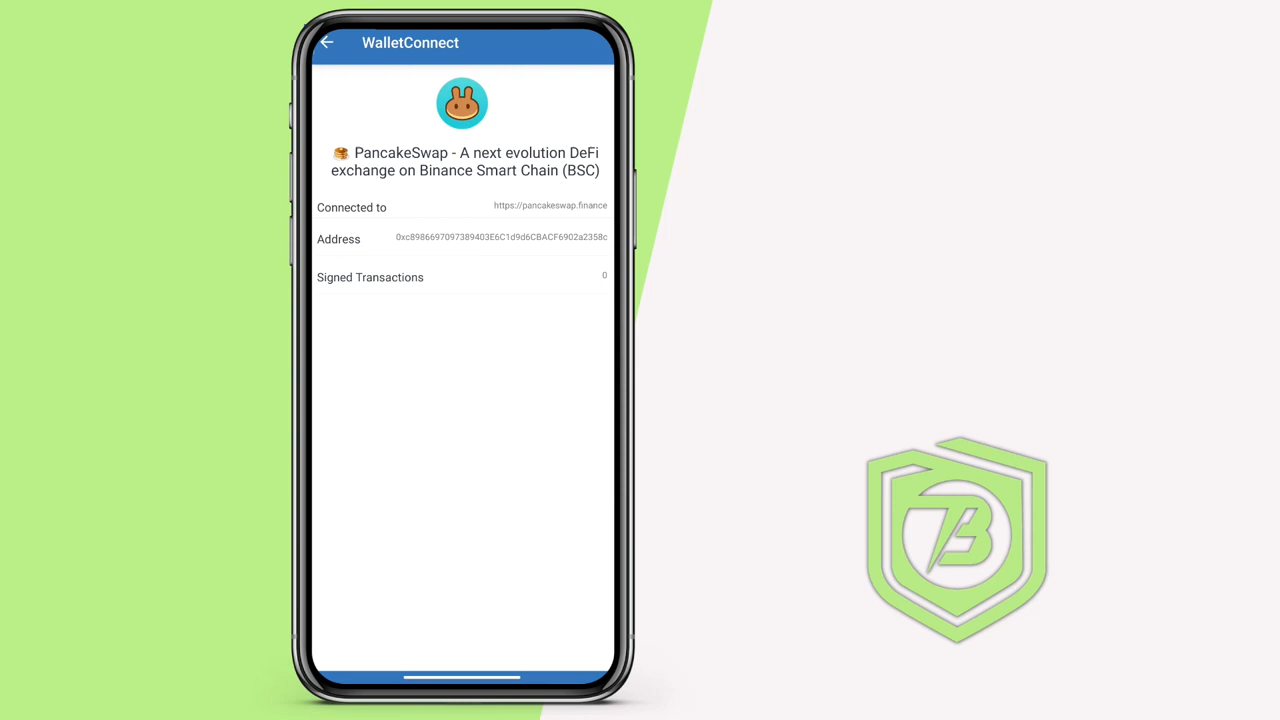 WalletConnect
PancakeSwap - A next evolution DeFi
exchange on Binance Smart Chain (BSC)
Connected to https://pancakeswap.finance
Address 0xc8986697097389403E6C1d9d6CBACF6902a2358c
Signed Transactions 0